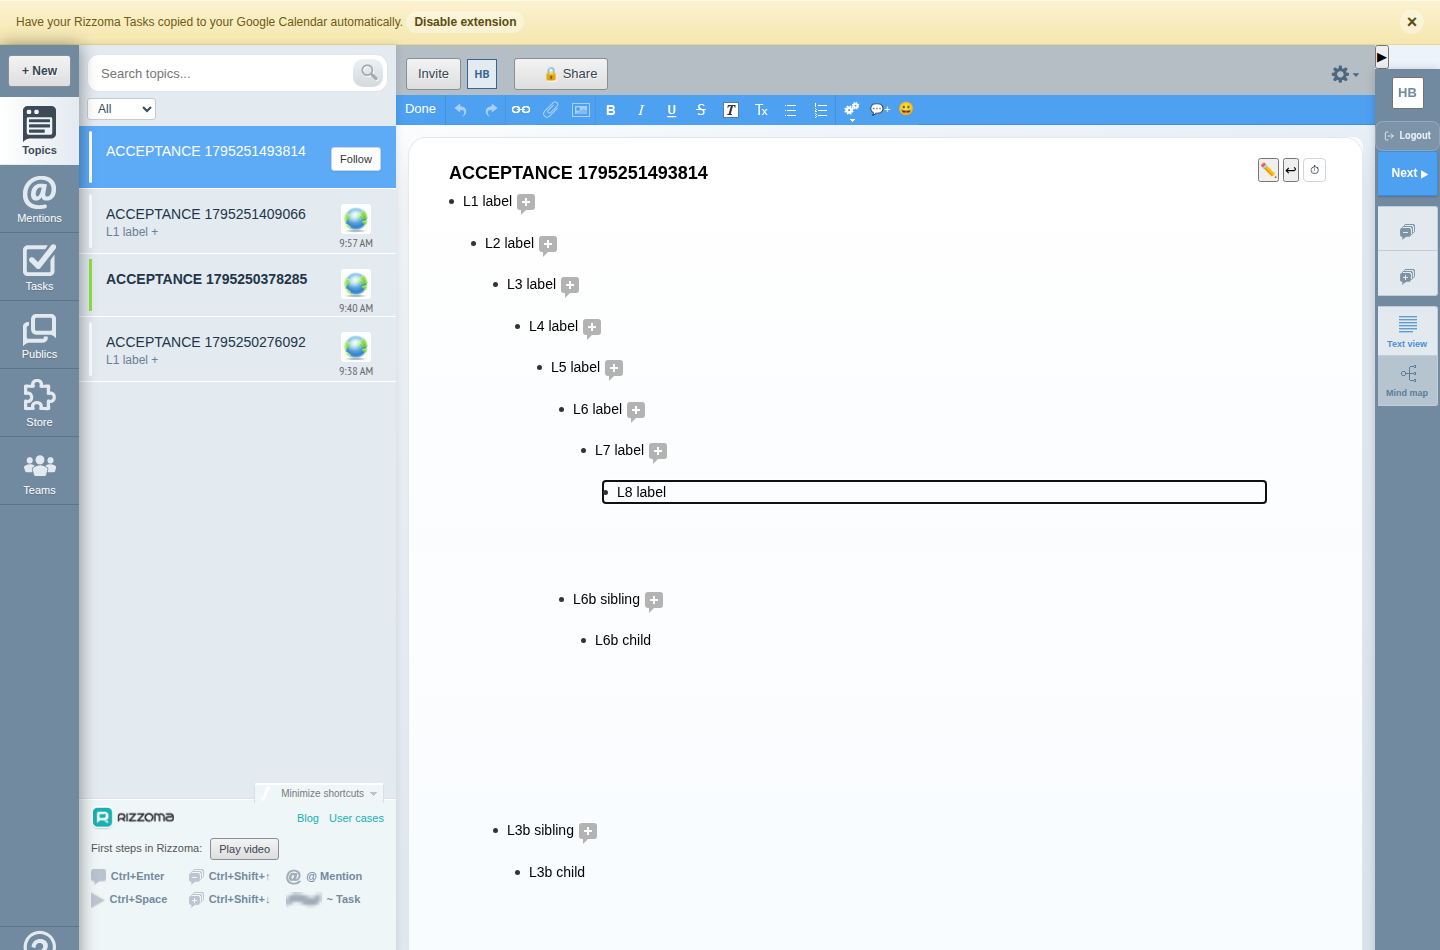 Have your Rizzoma Tasks copied to your Google Calendar automatically. Disable extension
+ New
Topics
Mentions
Tasks
Publics
Store
Teams
Search topics...
All
ACCEPTANCE 1795251493814
Follow
ACCEPTANCE 1795251409066
L1 label +
9:57 AM
ACCEPTANCE 1795250378285
9:40 AM
ACCEPTANCE 1795250276092
L1 label +
9:38 AM
Minimize shortcuts
RIZZOMA
Blog User cases
First steps in Rizzoma: Play video
Ctrl+Enter Ctrl+Shift+↑ @ Mention
Ctrl+Space Ctrl+Shift+↓ ~ Task
Invite HB Share
Done B I U S T Tx
ACCEPTANCE 1795251493814
L1 label
L2 label
L3 label
L4 label
L5 label
L6 label
L7 label
L8 label
L6b sibling
L6b child
L3b sibling
L3b child
HB
Logout
Next
Text view
Mind map